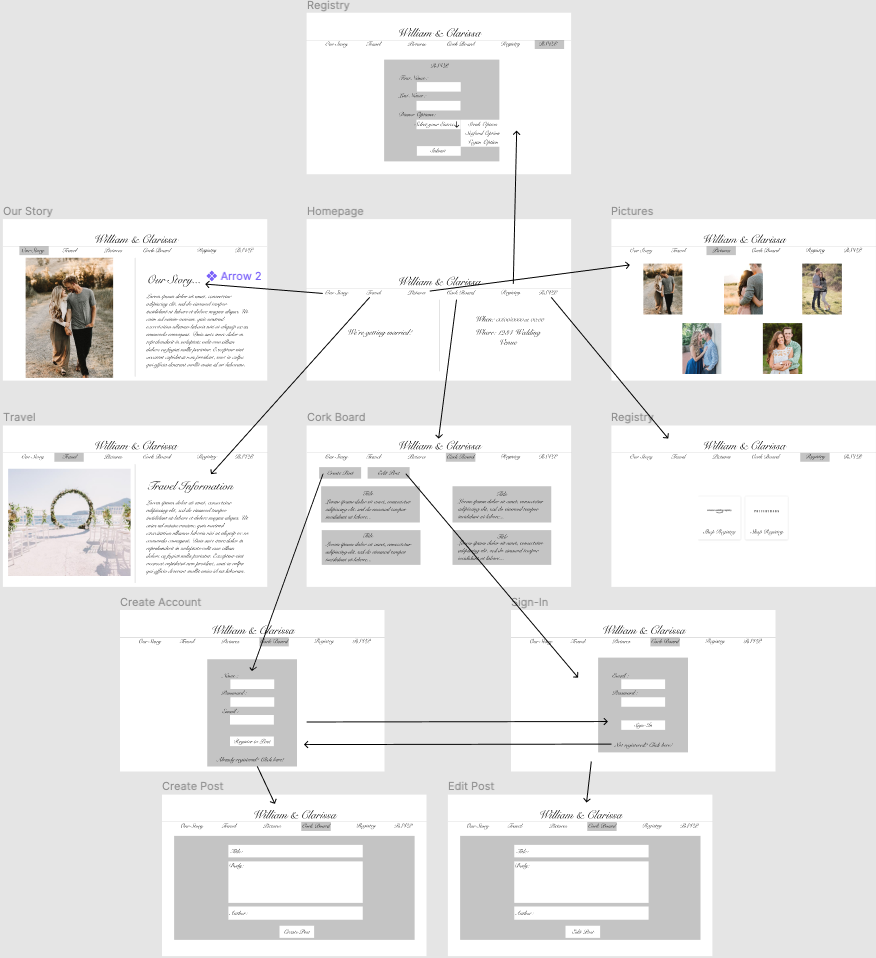 Registry
William & Clarissa
Our Story Travel Pictures Cork Board Registry RSVP
RSVP
First Name:
Last Name:
Dinner Options:
Select your Entree Steak Option
Seafood Option
Vegan Option
Submit
Our Story
William & Clarissa
Our Story Travel Pictures Cork Board Registry RSVP
Our Story...
Arrow 2
Lorem ipsum dolor sit amet, consectetur
adipiscing elit, sed do eiusmod tempor
incididunt ut labore et dolore magna aliqua. Ut
enim ad minim veniam, quis nostrud
exercitation ullamco laboris nisi ut aliquip ex ea
commodo consequat. Duis aute irure dolor in
reprehenderit in voluptate velit esse cillum
dolore eu fugiat nulla pariatur. Excepteur sint
occaecat cupidatat non proident, sunt in culpa
qui officia deserunt mollit anim id est laborum.
Homepage
William & Clarissa
Our Story Travel Pictures Cork Board Registry RSVP
We're getting married!
When: xx/xx/xxxx at xx:xx
Where: 1234 Wedding
Venue
Pictures
William & Clarissa
Our Story Travel Pictures Cork Board Registry RSVP
Travel
William & Clarissa
Our Story Travel Pictures Cork Board Registry RSVP
Travel Information
Lorem ipsum dolor sit amet, consectetur
adipiscing elit, sed do eiusmod tempor
incididunt ut labore et dolore magna aliqua. Ut
enim ad minim veniam, quis nostrud
exercitation ullamco laboris nisi ut aliquip ex ea
commodo consequat. Duis aute irure dolor in
reprehenderit in voluptate velit esse cillum
dolore eu fugiat nulla pariatur. Excepteur sint
occaecat cupidatat non proident, sunt in culpa
qui officia deserunt mollit anim id est laborum.
Cork Board
William & Clarissa
Our Story Travel Pictures Cork Board Registry RSVP
Create Post Edit Post
Title
Lorem ipsum dolor sit amet, consectetur
adipiscing elit, sed do eiusmod tempor
incididunt ut labore...
Title
Lorem ipsum dolor sit amet, consectetur
adipiscing elit, sed do eiusmod tempor
incididunt ut labore...
Title
Lorem ipsum dolor sit amet, consectetur
adipiscing elit, sed do eiusmod tempor
incididunt ut labore...
Title
Lorem ipsum dolor sit amet, consectetur
adipiscing elit, sed do eiusmod tempor
incididunt ut labore...
Registry
William & Clarissa
Our Story Travel Pictures Cork Board Registry RSVP
Shop Registry Shop Registry
Create Account
William & Clarissa
Our Story Travel Pictures Cork Board Registry RSVP
Name:
Password:
Email:
Register to Post
Already registered? Click here!
Sign-In
William & Clarissa
Our Story Travel Pictures Cork Board Registry RSVP
Email:
Password:
Sign In
Not registered? Click here!
Create Post
William & Clarissa
Our Story Travel Pictures Cork Board Registry RSVP
Title:
Body:
Author:
Create Post
Edit Post
William & Clarissa
Our Story Travel Pictures Cork Board Registry RSVP
Title:
Body:
Author:
Edit Post